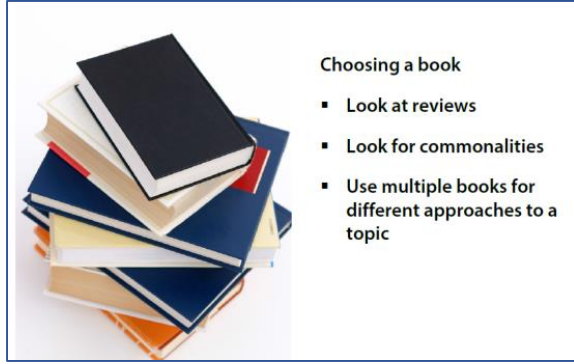 Choosing a book
▪ Look at reviews
▪ Look for commonalities
▪ Use multiple books for
different approaches to a
topic